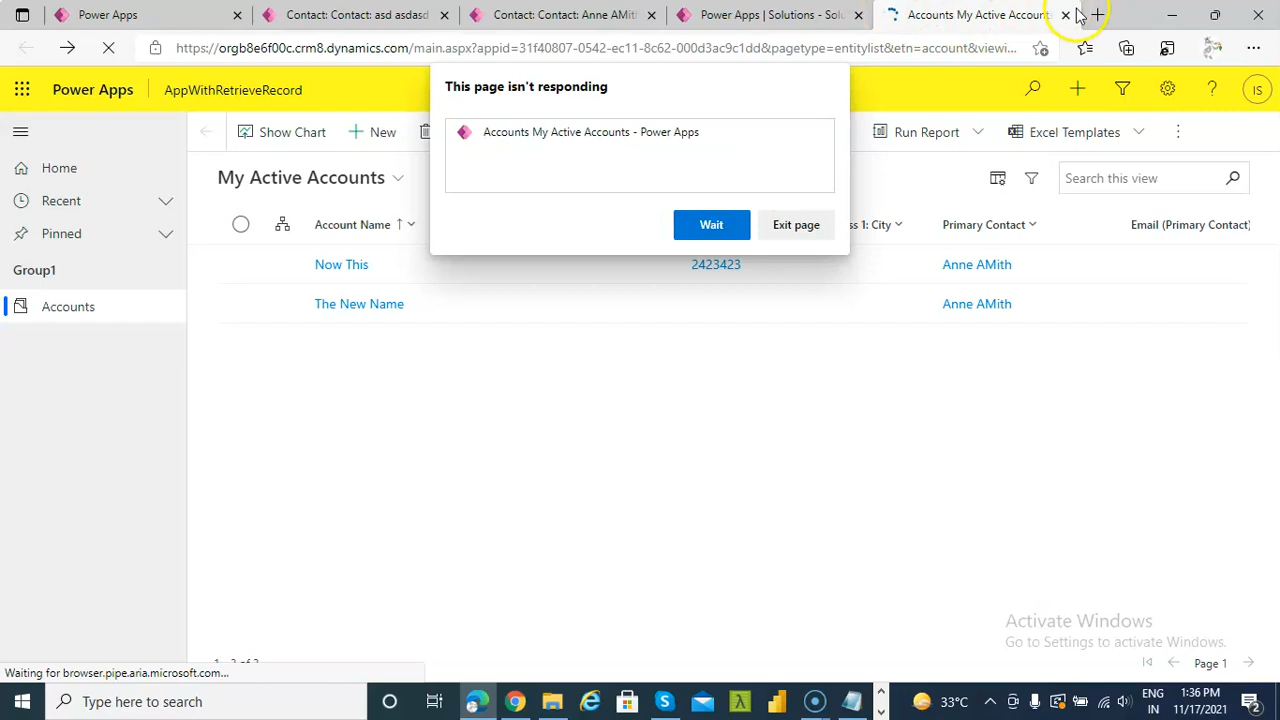 Power Apps
Contact: Contact: asd asdasd
Contact: Contact: Anne AMit
Power Apps | Solutions - Solu
Accounts My Active Accounts
https://orgb8e6f00c.crm8.dynamics.com/main.aspx?appid=31f40807-0542-ec11-8c62-000d3ac9c1dd&pagetype=entitylist&etn=account&viewi...
This page isn't responding
Power Apps
AppWithRetrieveRecord
IS
Accounts My Active Accounts - Power Apps
Show Chart
New
Run Report
Excel Templates
Home
My Active Accounts
Search this view
Recent
Wait
Exit page
Account Name ↑
ss 1: City
Primary Contact
Email (Primary Contact)
Pinned
Now This
2423423
Anne AMith
Group1
The New Name
Anne AMith
Accounts
Activate Windows
Go to Settings to activate Windows.
Page 1
Waiting for browser.pipe.aria.microsoft.com...
Type here to search
33°C
ENG
IN
1:36 PM
11/17/2021
2